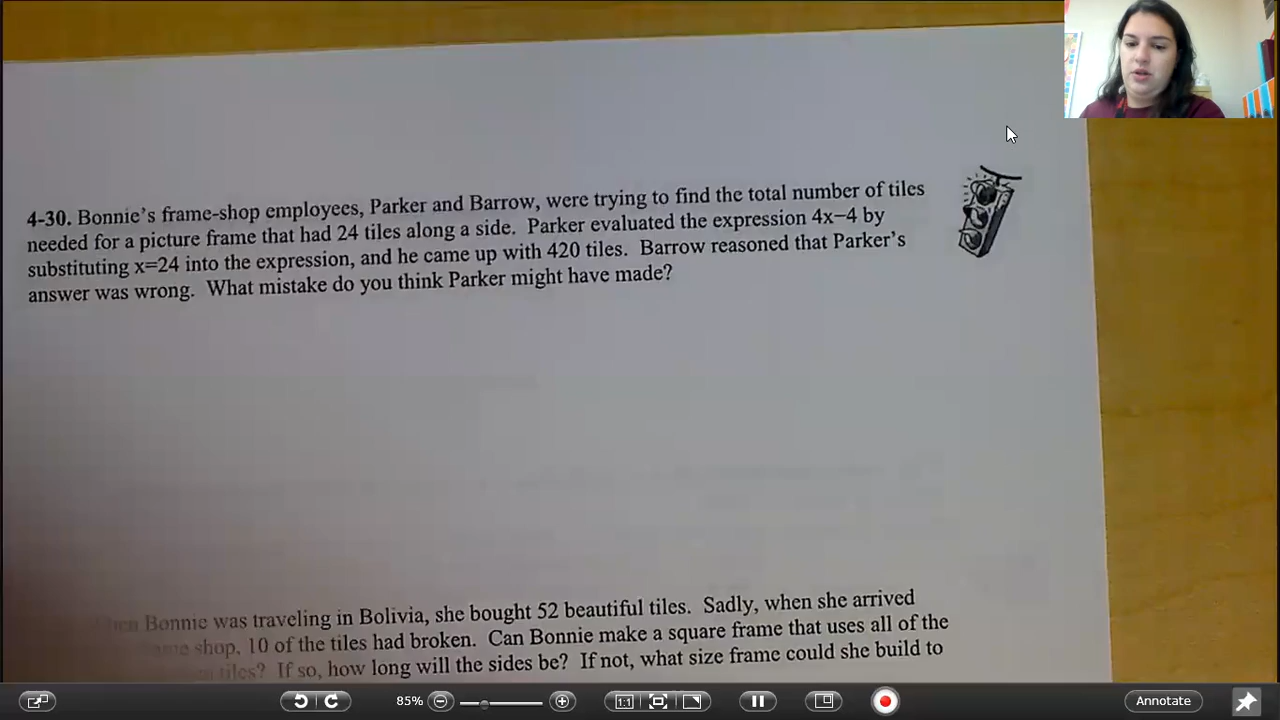 4-30. Bonnie's frame-shop employees, Parker and Barrow, were trying to find the total number of tiles
needed for a picture frame that had 24 tiles along a side. Parker evaluated the expression 4x−4 by
substituting x=24 into the expression, and he came up with 420 tiles. Barrow reasoned that Parker's
answer was wrong. What mistake do you think Parker might have made?
Bonnie was traveling in Bolivia, she bought 52 beautiful tiles. Sadly, when she arrived
shop, 10 of the tiles had broken. Can Bonnie make a square frame that uses all of the
tiles? If so, how long will the sides be? If not, what size frame could she build to
85%
1:1
Annotate